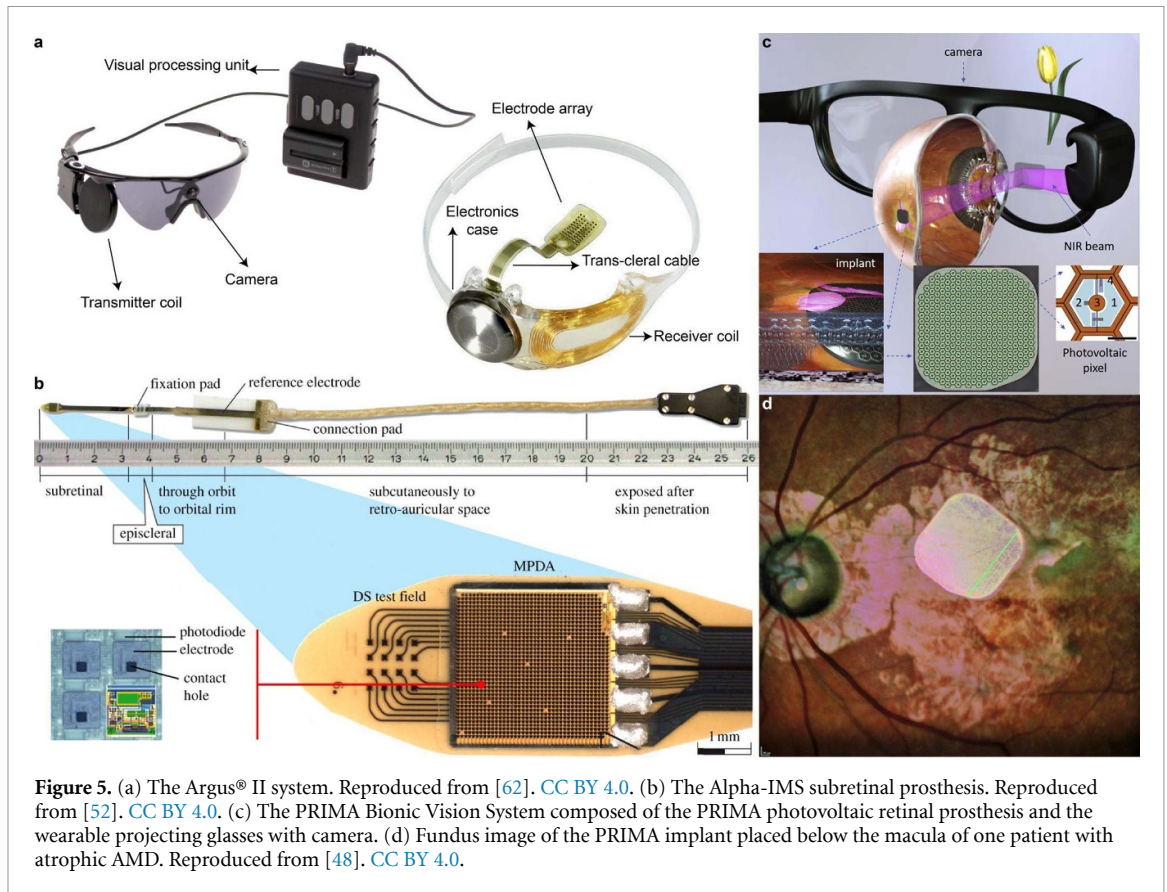 a
Visual processing unit
Electrode array
Electronics
case
Trans-cleral cable
Camera
Transmitter coil
Receiver coil
c
camera
NIR beam
implant
4
2 3 1
Photovoltaic
pixel
b
fixation pad
reference electrode
connection pad
0 1 2 3 4 5 6 7 8 9 10 11 12 13 14 15 16 17 18 19 20 21 22 23 24 25 26
subretinal
through orbit
to orbital rim
subcutaneously to
retro-auricular space
exposed after
skin penetration
episcleral
MPDA
DS test field
photodiode
electrode
contact
hole
1 mm
d
Figure 5. (a) The Argus® II system. Reproduced from [62]. CC BY 4.0. (b) The Alpha-IMS subretinal prosthesis. Reproduced
from [52]. CC BY 4.0. (c) The PRIMA Bionic Vision System composed of the PRIMA photovoltaic retinal prosthesis and the
wearable projecting glasses with camera. (d) Fundus image of the PRIMA implant placed below the macula of one patient with
atrophic AMD. Reproduced from [48]. CC BY 4.0.